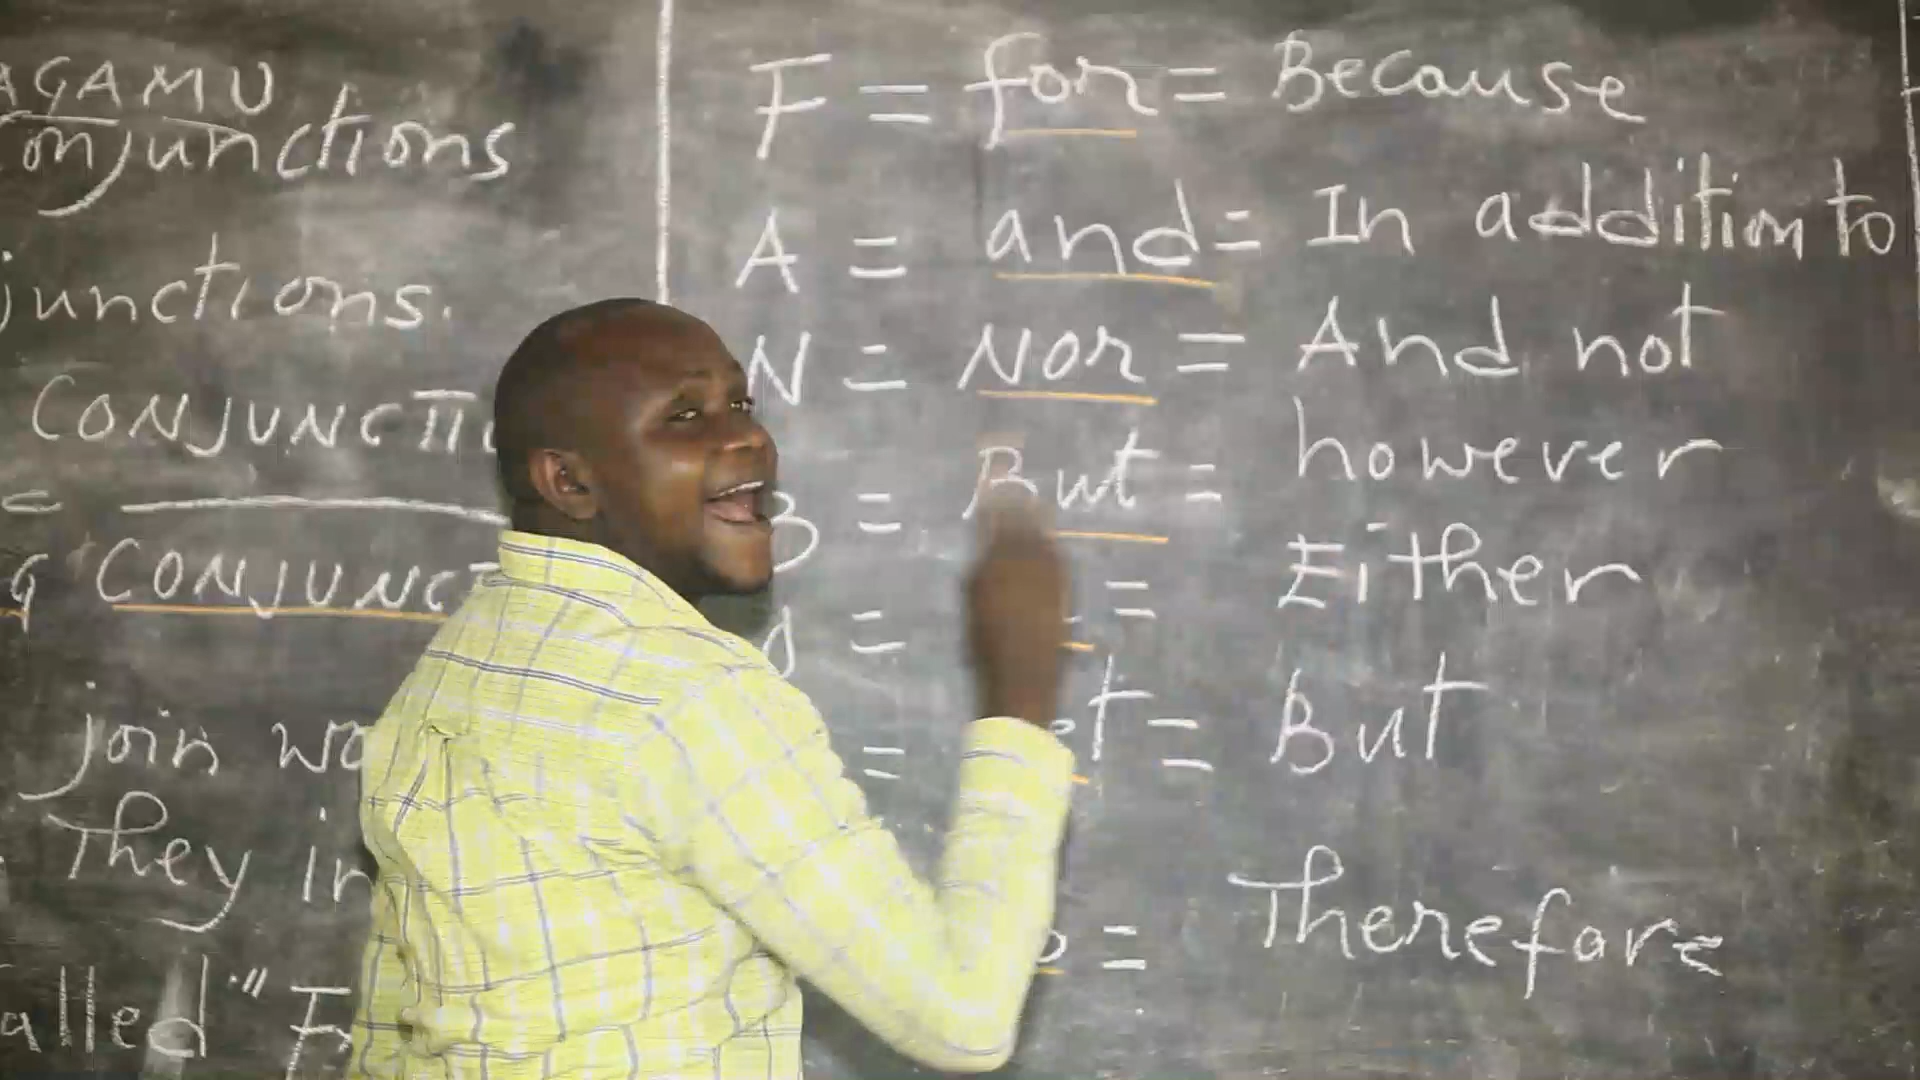 AGAMU
onjunctions
junctions.
CONJUNCTI
CONJUNC
join wo
They in
alled "F
F = for = Because
A = and = In addition to
N = Nor = And not
B = But = however
= Either
= et = But
= Therefore